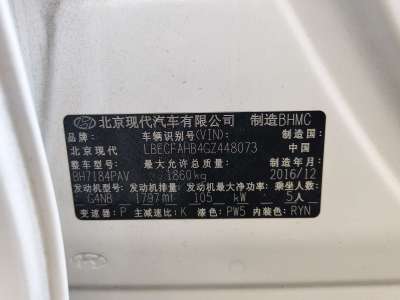 北京现代汽车有限公司 制造BHMC
品牌: 车辆识别号(VIN): 制造国:
北京现代 LBECFAHB4GZ448073 中国
整车型号: 最大允许总质量: 制造年月:
BH7184PAV 1860kg 2016/12
发动机型号: 发动机排量: 发动机最大净功率: 乘坐人数:
G4NB 1797ml 105 kW 5人
变速器: P 主减速比: K 漆色: PW5 内装色: RYN